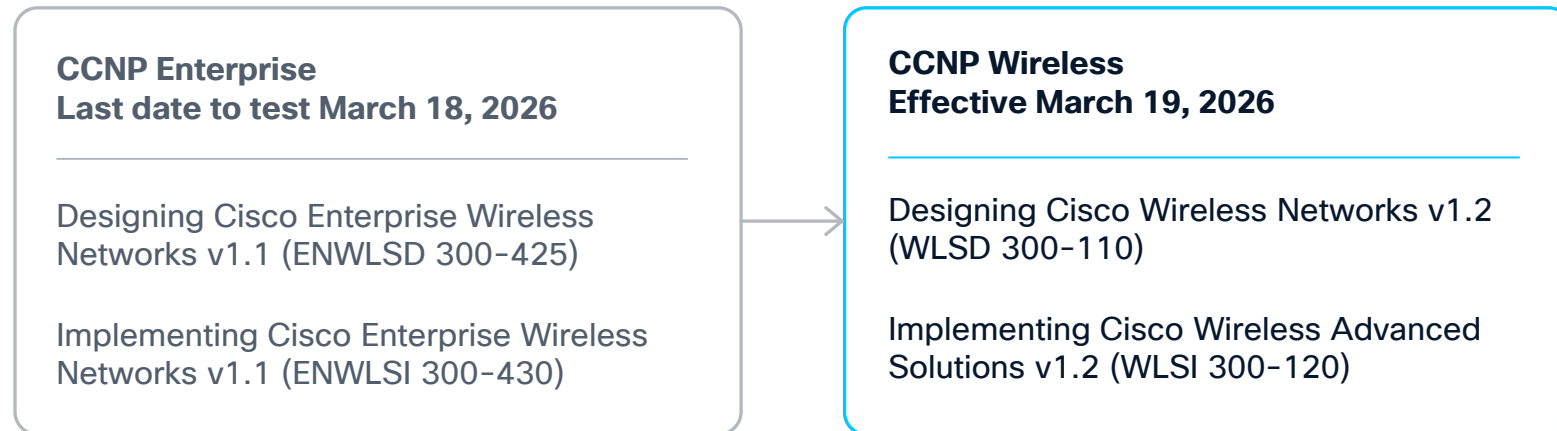 CCNP Enterprise
Last date to test March 18, 2026
Designing Cisco Enterprise Wireless
Networks v1.1 (ENWLSD 300-425)
Implementing Cisco Enterprise Wireless
Networks v1.1 (ENWLSI 300-430)
CCNP Wireless
Effective March 19, 2026
Designing Cisco Wireless Networks v1.2
(WLSD 300-110)
Implementing Cisco Wireless Advanced
Solutions v1.2 (WLSI 300-120)